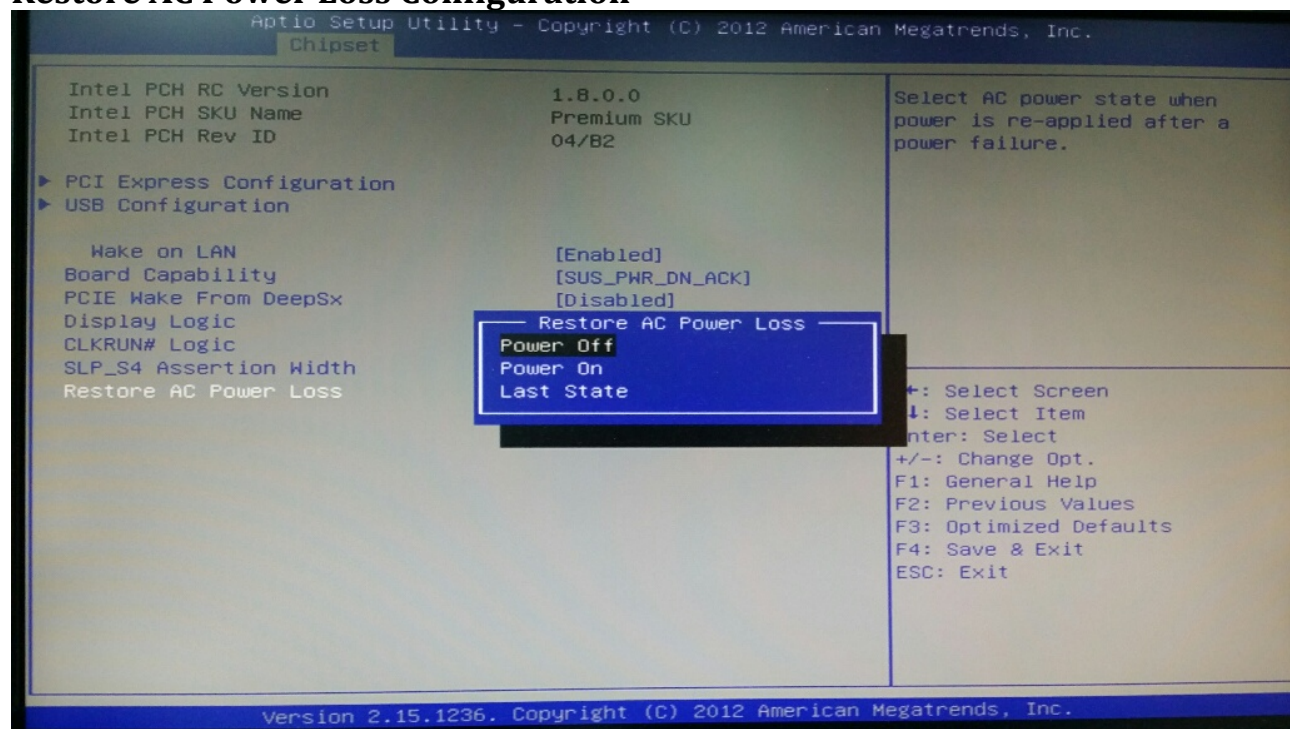 Restore AC Power Loss Configuration
Aptio Setup Utility - Copyright (C) 2012 American Megatrends, Inc.
Chipset
Intel PCH RC Version 1.8.0.0
Intel PCH SKU Name Premium SKU
Intel PCH Rev ID 04/B2
PCI Express Configuration
USB Configuration
Wake on LAN [Enabled]
Board Capability [SUS_PWR_DN_ACK]
PCIE Wake From DeepSx [Disabled]
Display Logic
CLKRUN# Logic
SLP_S4 Assertion Width
Restore AC Power Loss
Restore AC Power Loss
Power Off
Power On
Last State
Select AC power state when
power is re-applied after a
power failure.
←: Select Screen
↓: Select Item
nter: Select
+/-: Change Opt.
F1: General Help
F2: Previous Values
F3: Optimized Defaults
F4: Save & Exit
ESC: Exit
Version 2.15.1236. Copyright (C) 2012 American Megatrends, Inc.